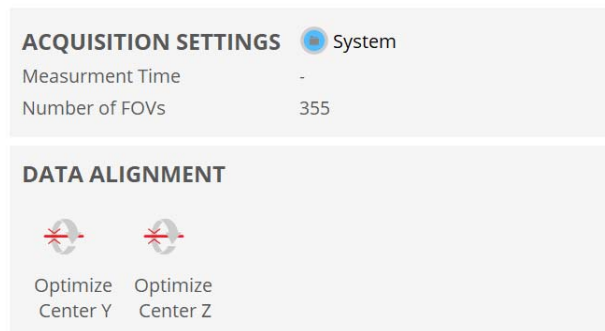 ACQUISITION SETTINGS System
Measurment Time -
Number of FOVs 355
DATA ALIGNMENT
Optimize Optimize
Center Y Center Z